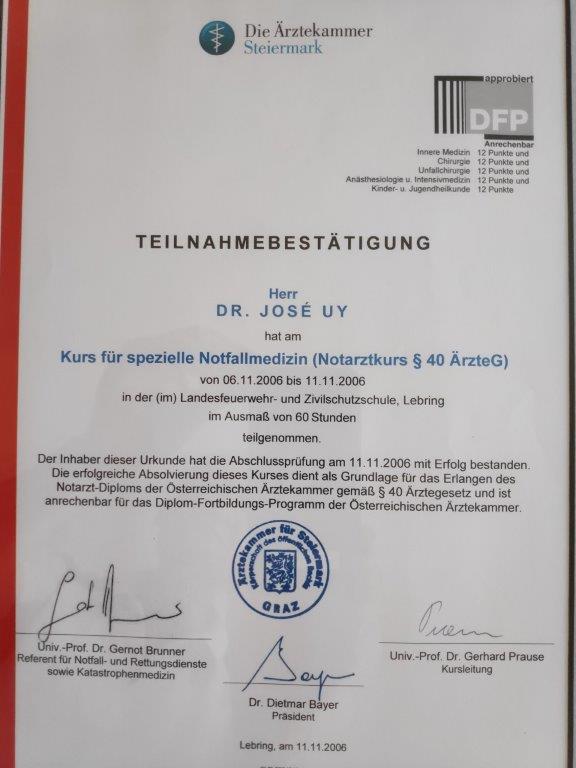 Die Ärztekammer
Steiermark
approbiert
DFP
Anrechenbar
Innere Medizin 12 Punkte und
Chirurgie 12 Punkte und
Unfallchirurgie 12 Punkte und
Anästhesiologie u. Intensivmedizin 12 Punkte und
Kinder- u. Jugendheilkunde 12 Punkte
TEILNAHMEBESTÄTIGUNG
Herr
DR. JOSÉ UY
hat am
Kurs für spezielle Notfallmedizin (Notarztkurs § 40 ÄrzteG)
von 06.11.2006 bis 11.11.2006
in der (im) Landesfeuerwehr- und Zivilschutzschule, Lebring
im Ausmaß von 60 Stunden
teilgenommen.
Der Inhaber dieser Urkunde hat die Abschlussprüfung am 11.11.2006 mit Erfolg bestanden.
Die erfolgreiche Absolvierung dieses Kurses dient als Grundlage für das Erlangen des
Notarzt-Diploms der Österreichischen Ärztekammer gemäß § 40 Ärztegesetz und ist
anrechenbar für das Diplom-Fortbildungs-Programm der Österreichischen Ärztekammer.
Ärztekammer für Steiermark
Körperschaft des öffentlichen Rechts
GRAZ
Univ.-Prof. Dr. Gernot Brunner
Referent für Notfall- und Rettungsdienste
sowie Katastrophenmedizin
Univ.-Prof. Dr. Gerhard Prause
Kursleitung
Dr. Dietmar Bayer
Präsident
Lebring, am 11.11.2006